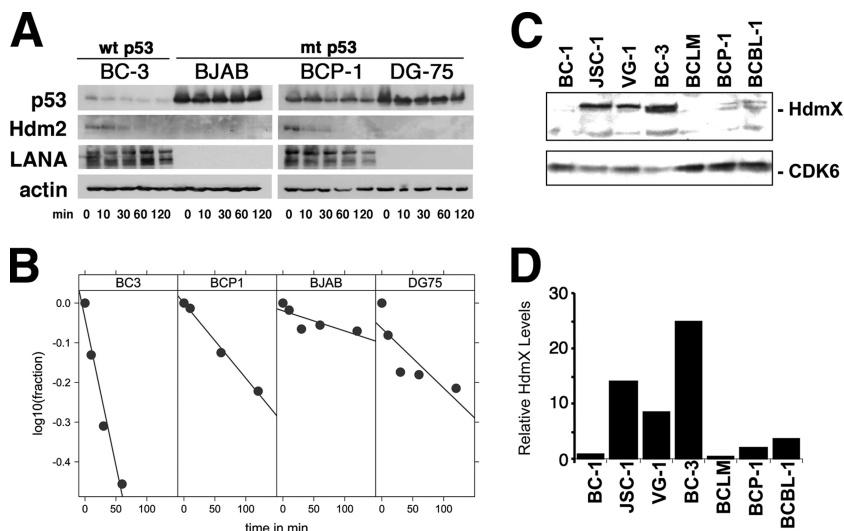 A
wt p53 mt p53
BC-3 BJAB BCP-1 DG-75
p53
Hdm2
LANA
actin
min 0 10 30 60 120 0 10 30 60 120 0 10 30 60 120 0 10 30 60 120
C
BC-1 JSC-1 VG-1 BC-3 BCLM BCP-1 BCBL-1
- HdmX
- CDK6
B
BC3 BCP1 BJAB DG75
log10(fraction)
0.0
-0.1
-0.2
-0.3
-0.4
0 50 100 0 50 100 0 50 100 0 50 100
time in min
D
Relative HdmX Levels
30
20
10
0
BC-1 JSC-1 VG-1 BC-3 BCLM BCP-1 BCBL-1